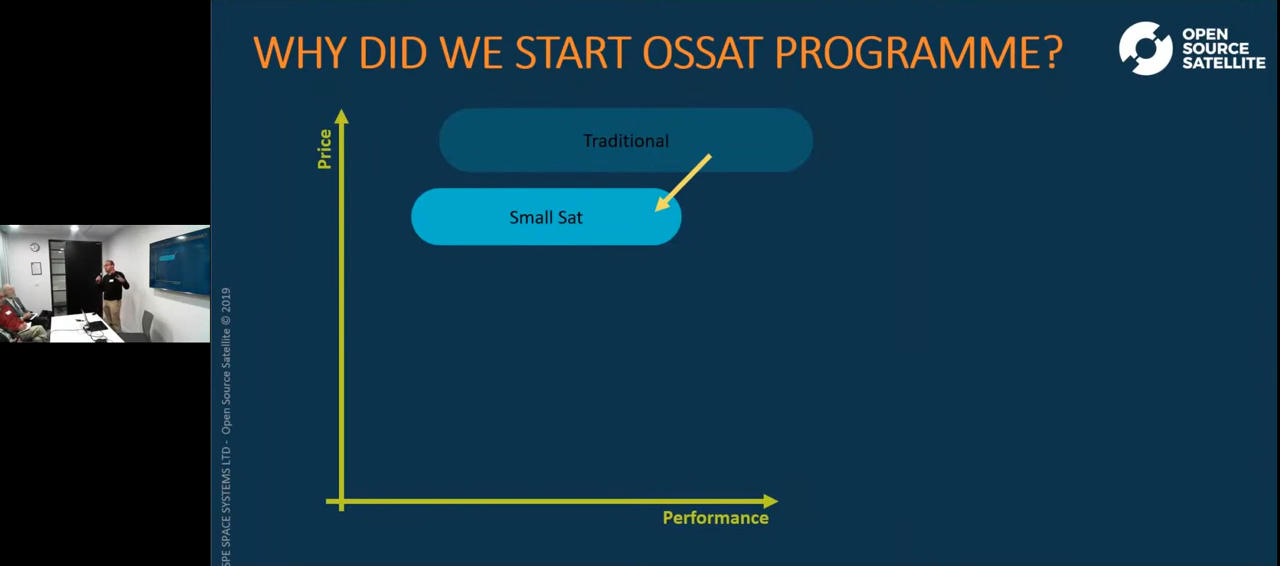 WHY DID WE START OSSAT PROGRAMME?
OPEN
SOURCE
SATELLITE
Price
Traditional
Small Sat
Performance
SPE SPACE SYSTEMS LTD - Open Source Satellite © 2019